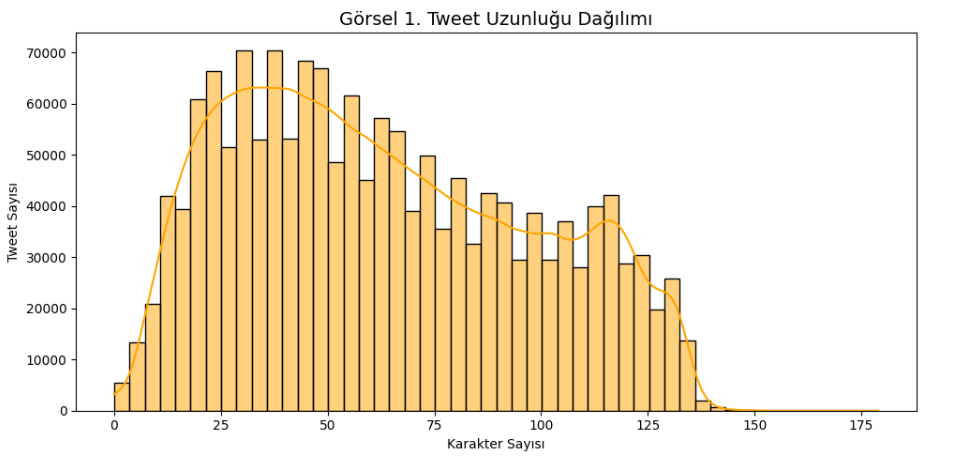 Görsel 1. Tweet Uzunluğu Dağılımı
Tweet Sayısı
70000
60000
50000
40000
30000
20000
10000
0
0 25 50 75 100 125 150 175
Karakter Sayısı